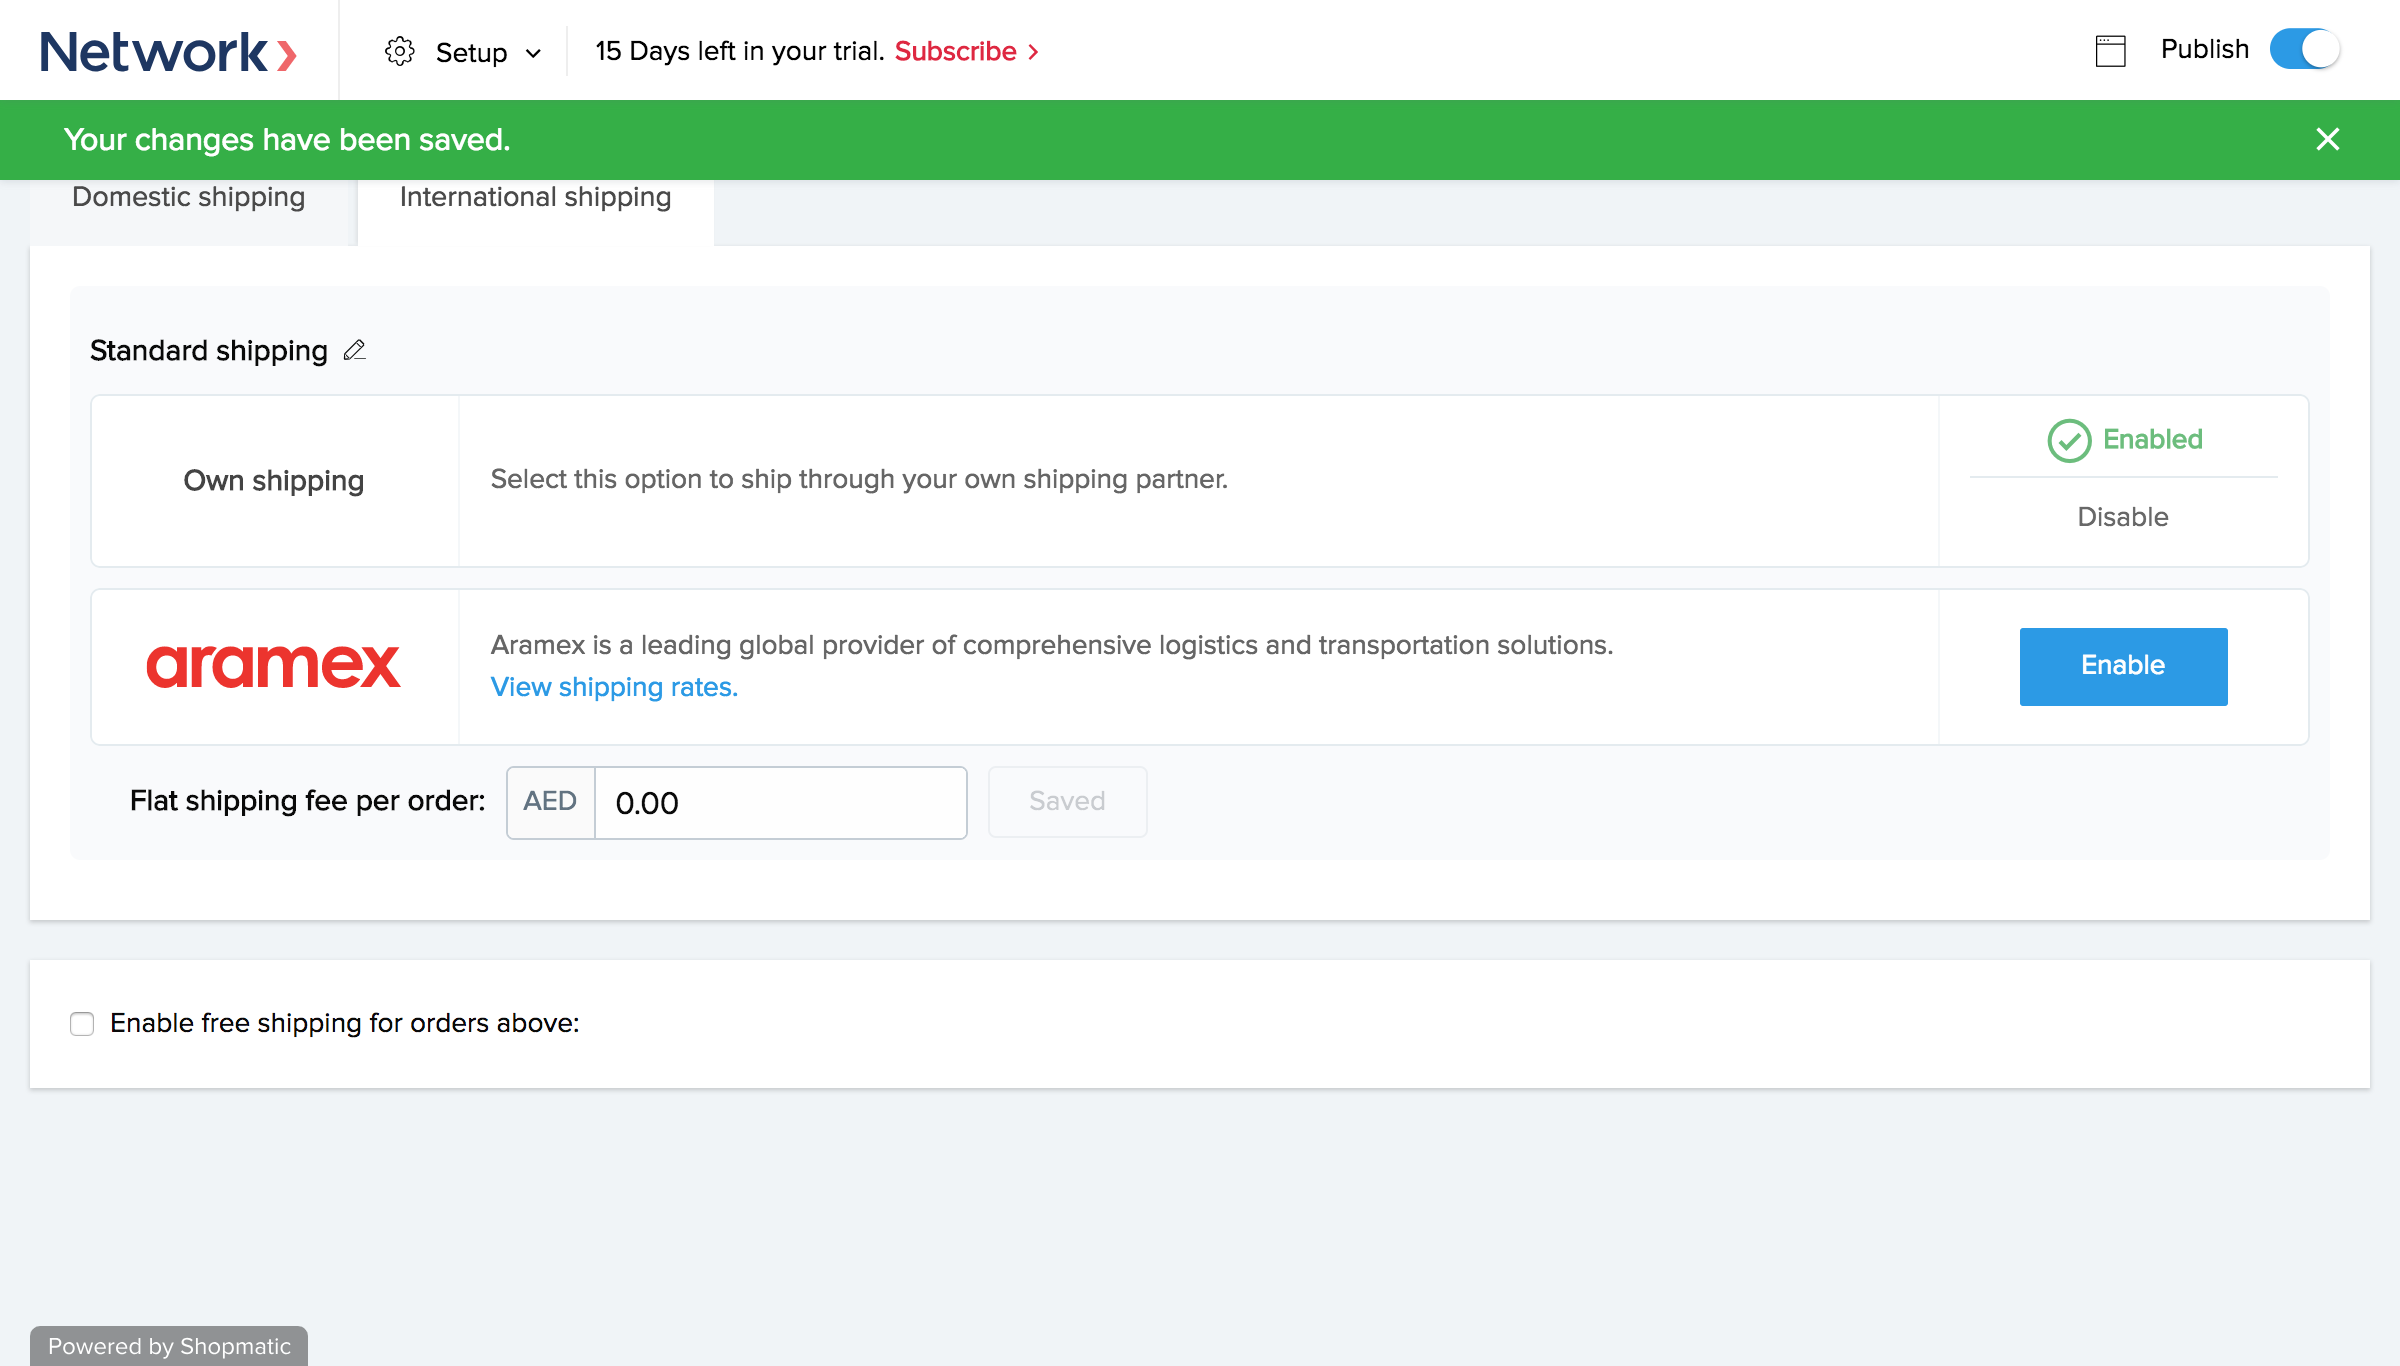 Network
Setup
15 Days left in your trial. Subscribe
Publish
Your changes have been saved.
Domestic shipping
International shipping
Standard shipping
Own shipping
Select this option to ship through your own shipping partner.
Enabled
Disable
aramex
Aramex is a leading global provider of comprehensive logistics and transportation solutions.
View shipping rates.
Enable
Flat shipping fee per order:
AED
0.00
Saved
Enable free shipping for orders above:
Powered by Shopmatic